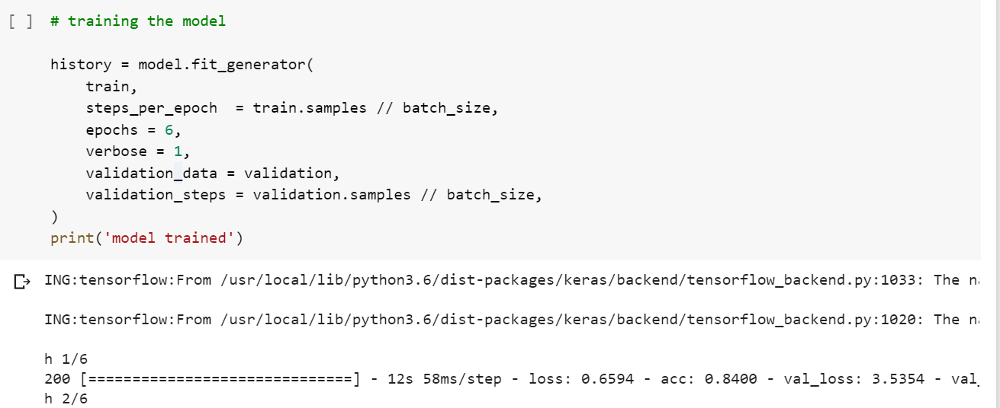 [ ] # training the model
history = model.fit_generator(
    train,
    steps_per_epoch  = train.samples // batch_size,
    epochs = 6,
    verbose = 1,
    validation_data = validation,
    validation_steps = validation.samples // batch_size,
)
print('model trained')
ING:tensorflow:From /usr/local/lib/python3.6/dist-packages/keras/backend/tensorflow_backend.py:1033: The
ING:tensorflow:From /usr/local/lib/python3.6/dist-packages/keras/backend/tensorflow_backend.py:1020: The
h 1/6
200 [==============================] - 12s 58ms/step - loss: 0.6594 - acc: 0.8400 - val_loss: 3.5354 - val_
h 2/6